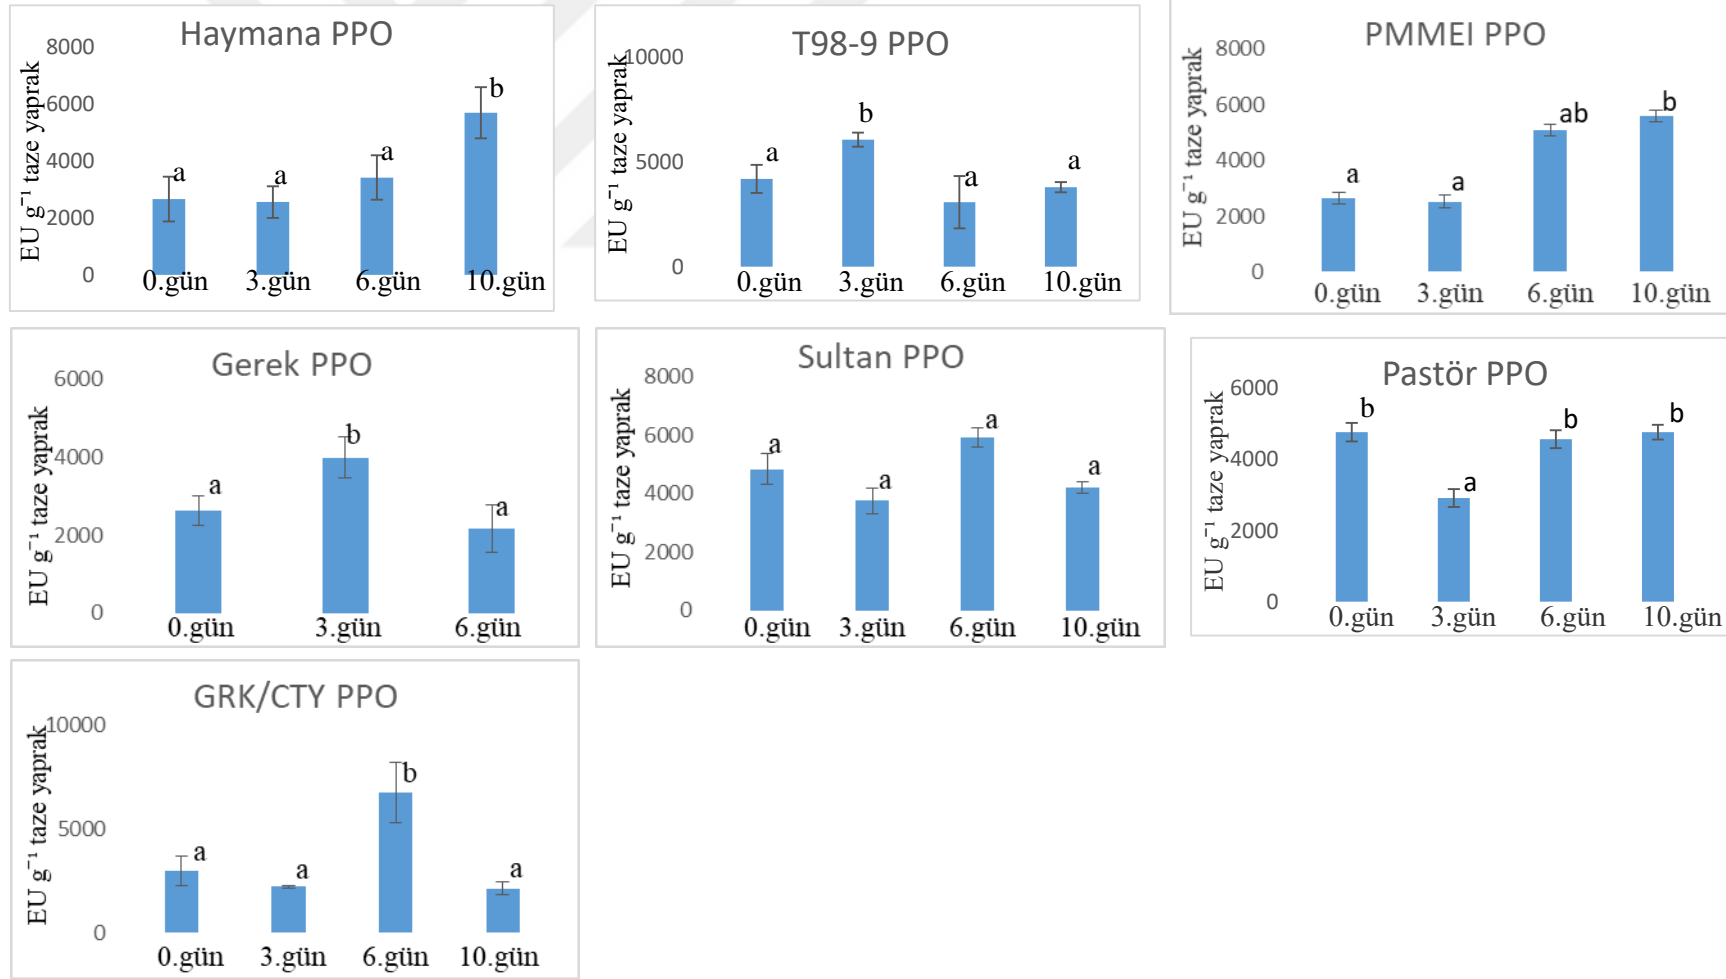 Haymana PPO
EU g⁻¹ taze yaprak
8000
6000
4000
2000
0
a
a
a
b
0.gün 3.gün 6.gün 10.gün
T98-9 PPO
EU g⁻¹ taze yaprak
10000
5000
0
a
b
a
a
0.gün 3.gün 6.gün 10.gün
PMMEI PPO
EU g⁻¹ taze yaprak
8000
6000
4000
2000
0
a
a
ab
b
0.gün 3.gün 6.gün 10.gün
Gerek PPO
EU g⁻¹ taze yaprak
6000
4000
2000
0
a
b
a
0.gün 3.gün 6.gün
Sultan PPO
EU g⁻¹ taze yaprak
8000
6000
4000
2000
0
a
a
a
a
0.gün 3.gün 6.gün 10.gün
Pastör PPO
EU g⁻¹ taze yaprak
6000
4000
2000
0
b
a
b
b
0.gün 3.gün 6.gün 10.gün
GRK/CTY PPO
EU g⁻¹ taze yaprak
10000
5000
0
a
a
b
a
0.gün 3.gün 6.gün 10.gün